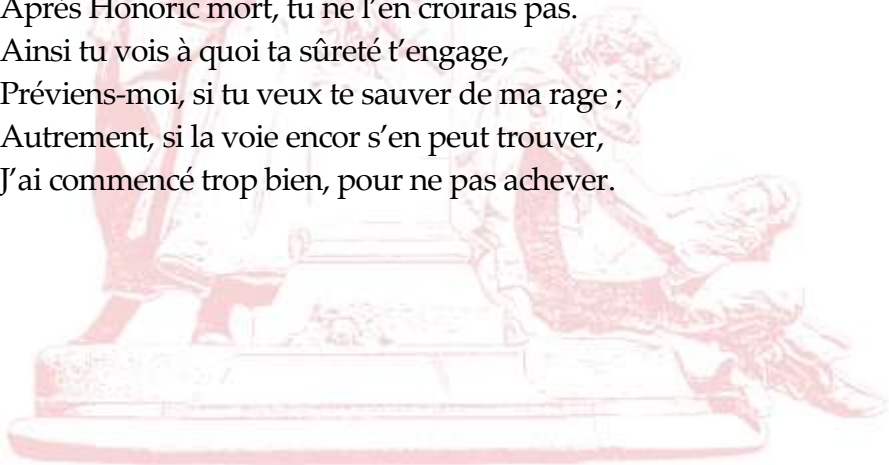 Après Honoric mort, tu ne l’en croirais pas.
Ainsi tu vois à quoi ta sûreté t’engage,
Préviens-moi, si tu veux te sauver de ma rage ;
Autrement, si la voie encor s’en peut trouver,
J’ai commencé trop bien, pour ne pas achever.